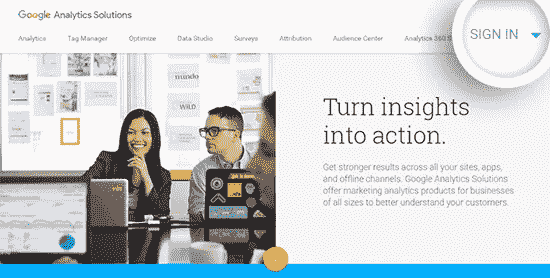 Google Analytics Solutions
SIGN IN
Analytics Tag Manager Optimize Data Studio Surveys Attribution Audience Center Analytics 360
Turn insights
into action.
Get stronger results across all your sites, apps,
and offline channels. Google Analytics Solutions
offer marketing analytics products for businesses
of all sizes to better understand your customers.
mundo
WILD